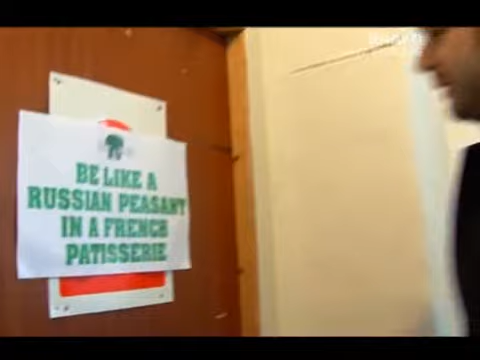 BE LIKE A
RUSSIAN PEASANT
IN A FRENCH
PATISSERIE